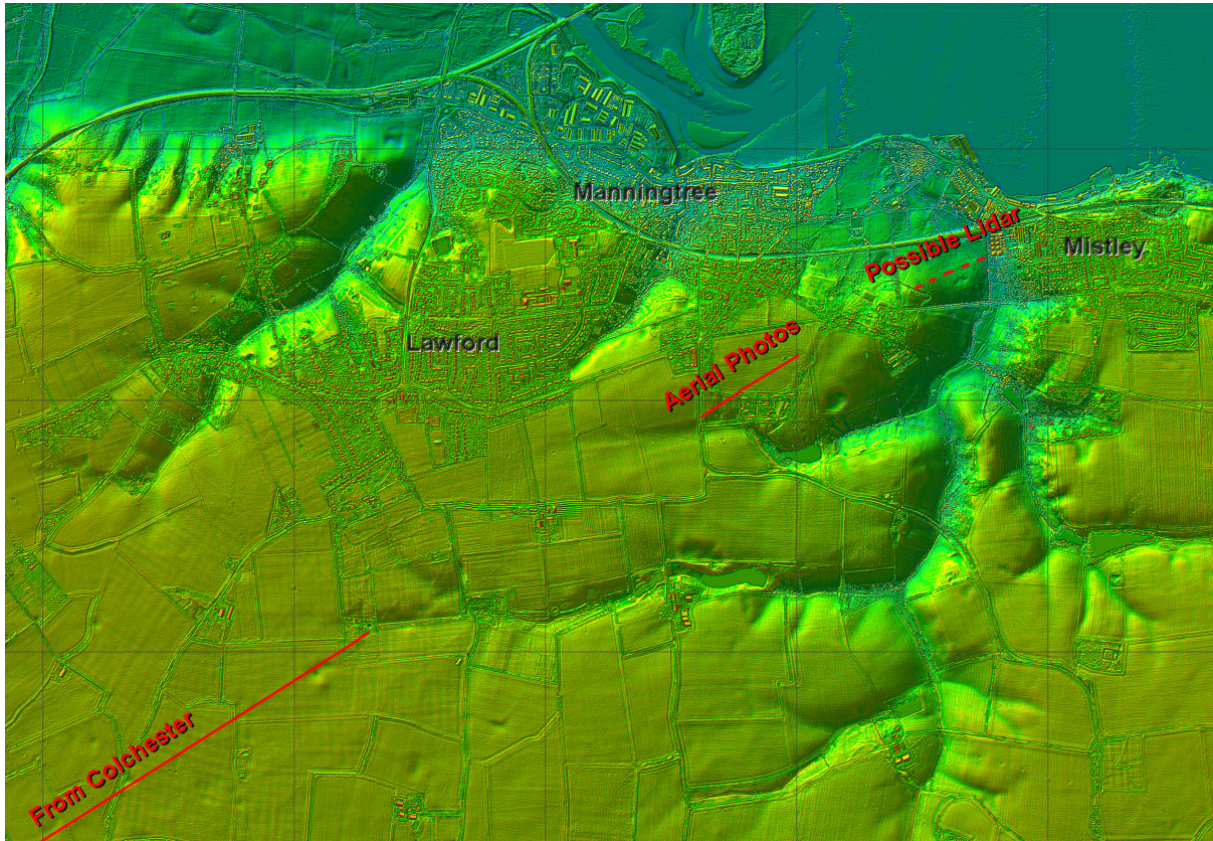 Manningtree
Possible Lidar
Mistley
Lawford
Aerial Photos
From Colchester